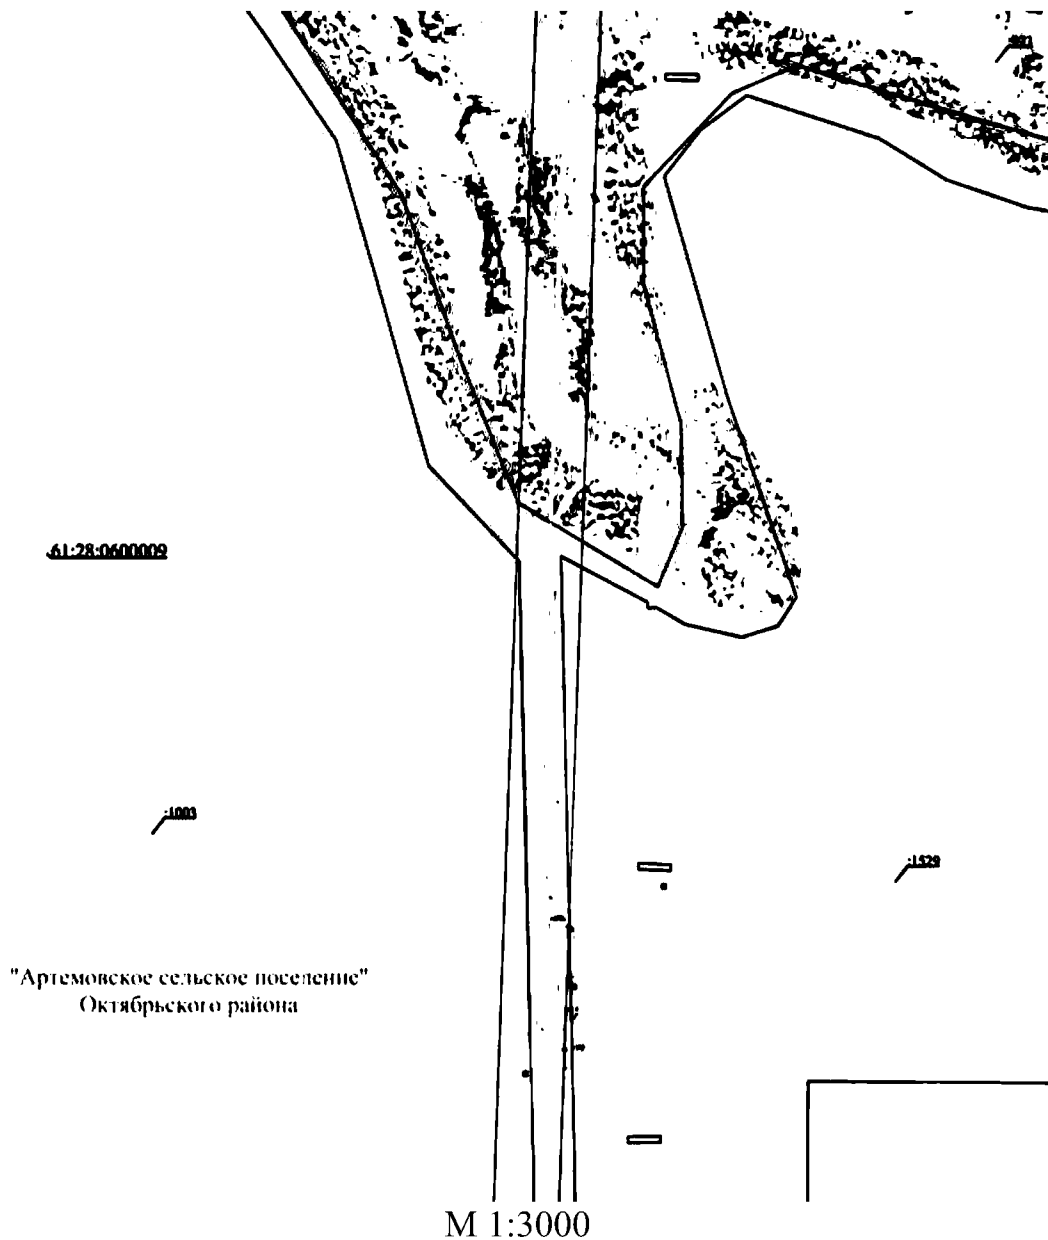 61:28:0600009
:1003
:1529
"Артемовское сельское поселение"
Октябрьского района
М 1:3000